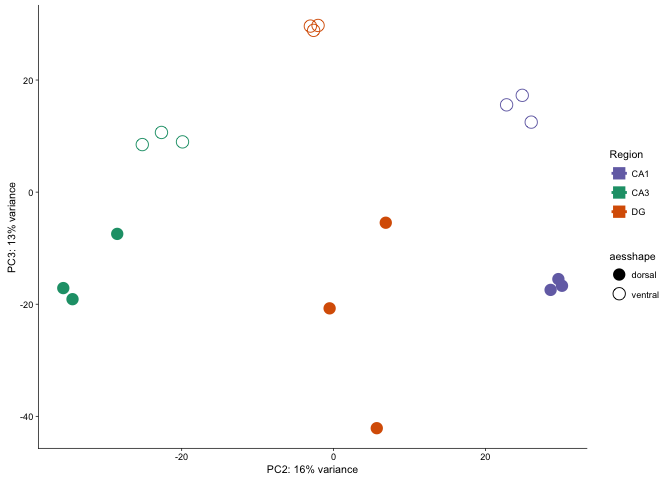 20
0
-20
-40
PC3: 13% variance
-20
0
20
PC2: 16% variance
Region
CA1
CA3
DG
aesshape
dorsal
ventral